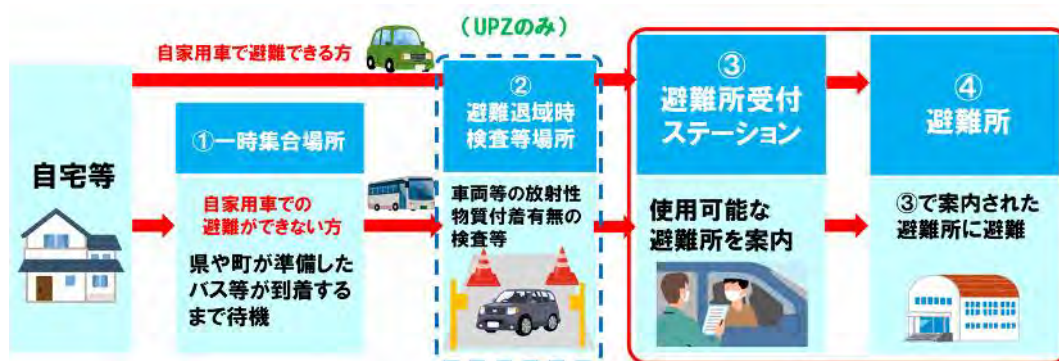 (UPZのみ)
自家用車で避難できる方
自宅等
①一時集合場所
自家用車での
避難ができない方
県や町が準備した
バス等が到着する
まで待機
②
避難退域時
検査等場所
車両等の放射性
物質付着有無の
検査等
③
避難所受付
ステーション
使用可能な
避難所を案内
④
避難所
③で案内された
避難所に避難